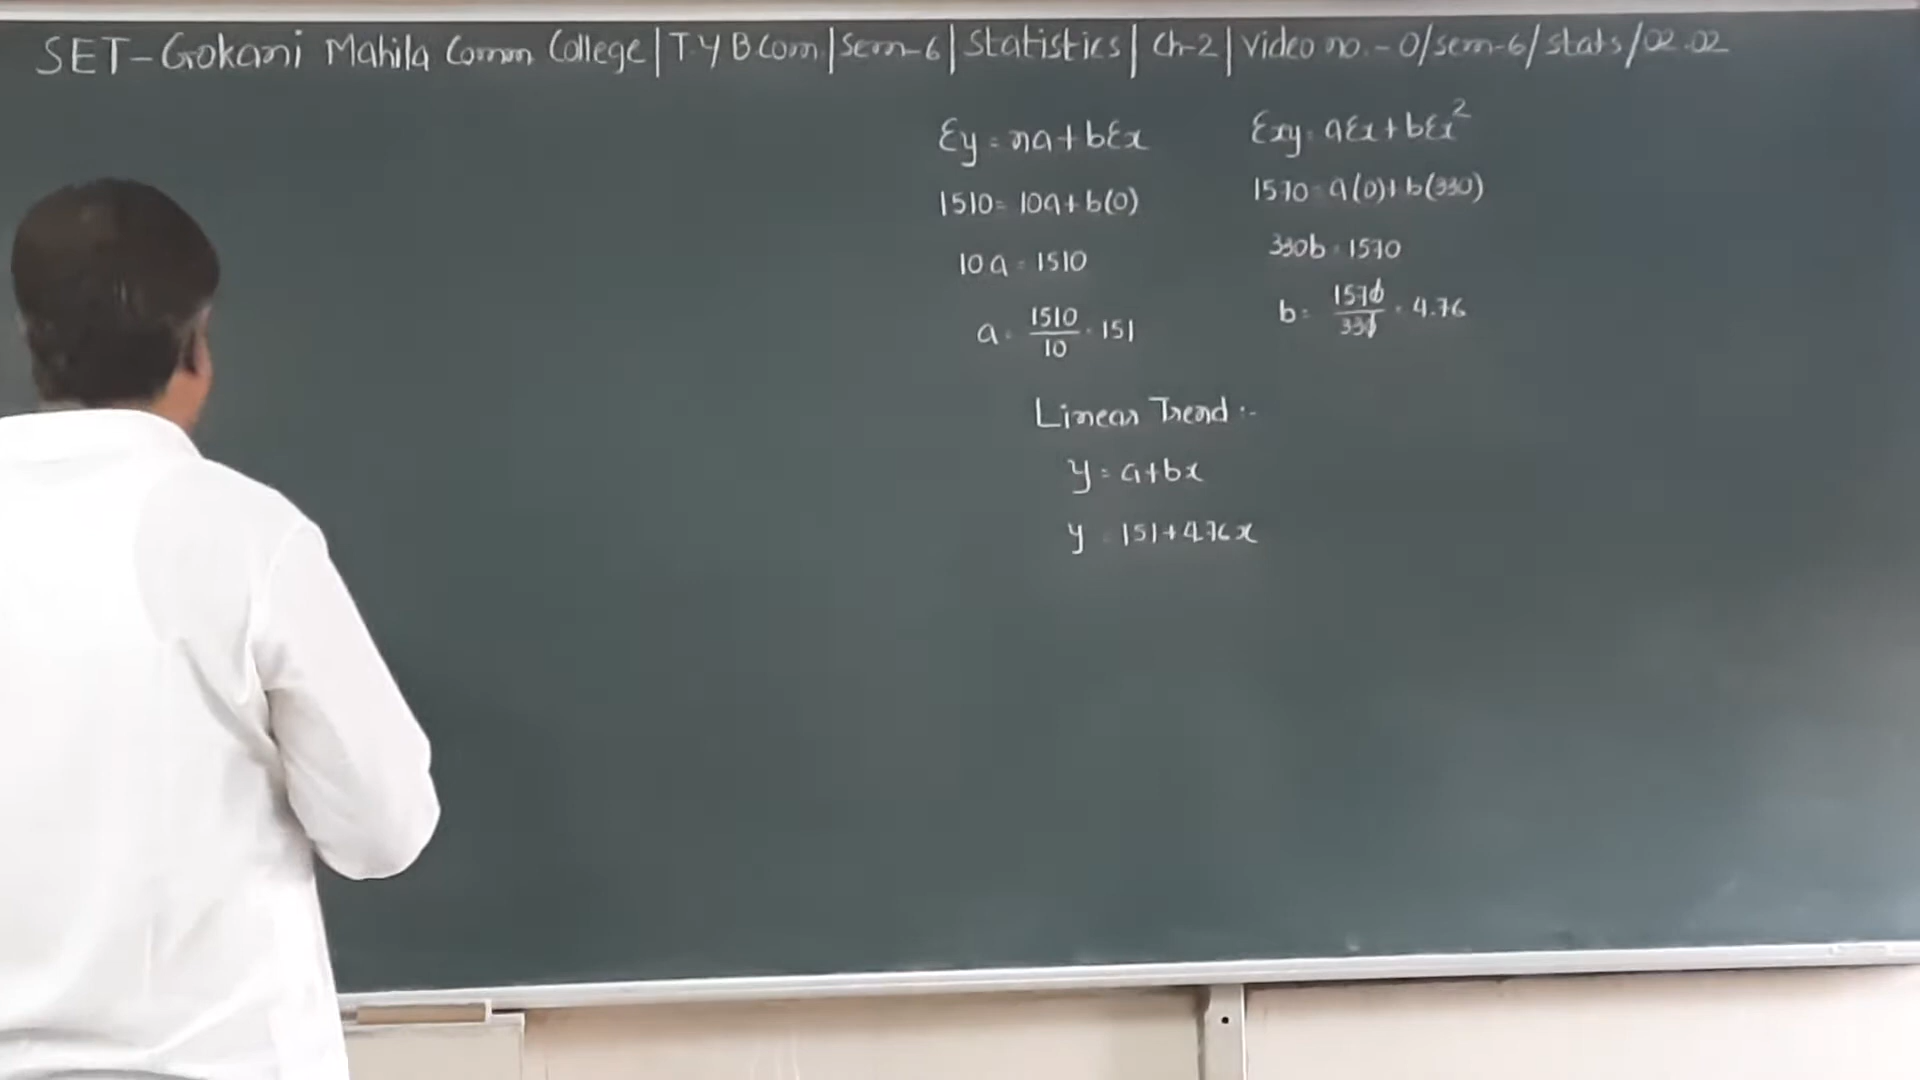 SET-Gokani Mahila Comm College | T.Y B Com | Sem-6 | Statistics | Ch-2 | Video no.- 0/sem-6/stats/02.02
Σy = na + bΣx
1510 = 10a + b(0)
10a = 1510
a = 1510/10 = 151
Σxy = aΣx + bΣx²
1570 = a(0) + b(330)
330b = 1570
b = 1570/330 = 4.76
Linear Trend :-
y = a + bx
y = 151 + 4.76x